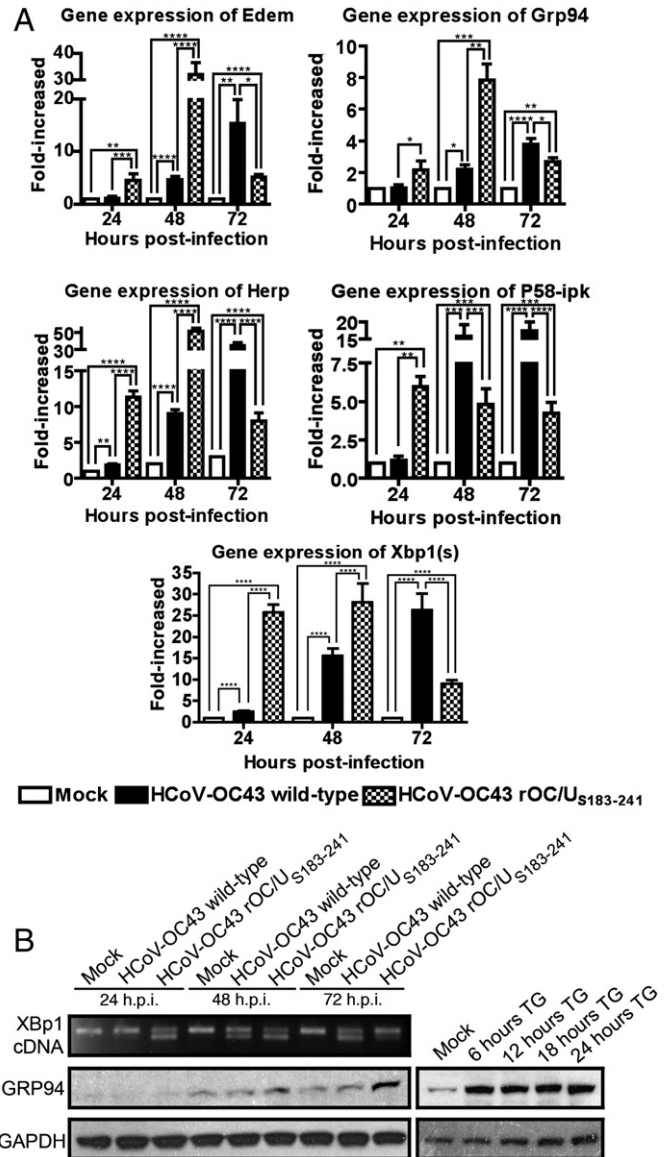 A
Gene expression of Edem
Fold-increased
40
30
20
10
0
24 48 72
Hours post-infection
**** **** **** ** * ** *** ****
Gene expression of Grp94
Fold-increased
10
8
6
4
2
0
24 48 72
Hours post-infection
*** ** ** **** * * *
Gene expression of Herp
Fold-increased
50
30
15
10
5
0
24 48 72
Hours post-infection
**** **** **** **** **** **** **** ** ****
Gene expression of P58-ipk
Fold-increased
20
15
10
7.5
5.0
2.5
0.0
24 48 72
Hours post-infection
*** *** *** *** **** **** ** **
Gene expression of Xbp1(s)
Fold-increased
35
30
25
20
15
10
5
0
24 48 72
Hours post-infection
**** **** **** **** **** **** **** **** ****
Mock HCoV-OC43 wild-type HCoV-OC43 rOC/US183-241
B
Mock
HCoV-OC43 wild-type
HCoV-OC43 rOC/US183-241
Mock
HCoV-OC43 wild-type
HCoV-OC43 rOC/US183-241
Mock
HCoV-OC43 wild-type
HCoV-OC43 rOC/US183-241
24 h.p.i. 48 h.p.i. 72 h.p.i.
Mock
6 hours TG
12 hours TG
18 hours TG
24 hours TG
XBp1
cDNA
GRP94
GAPDH